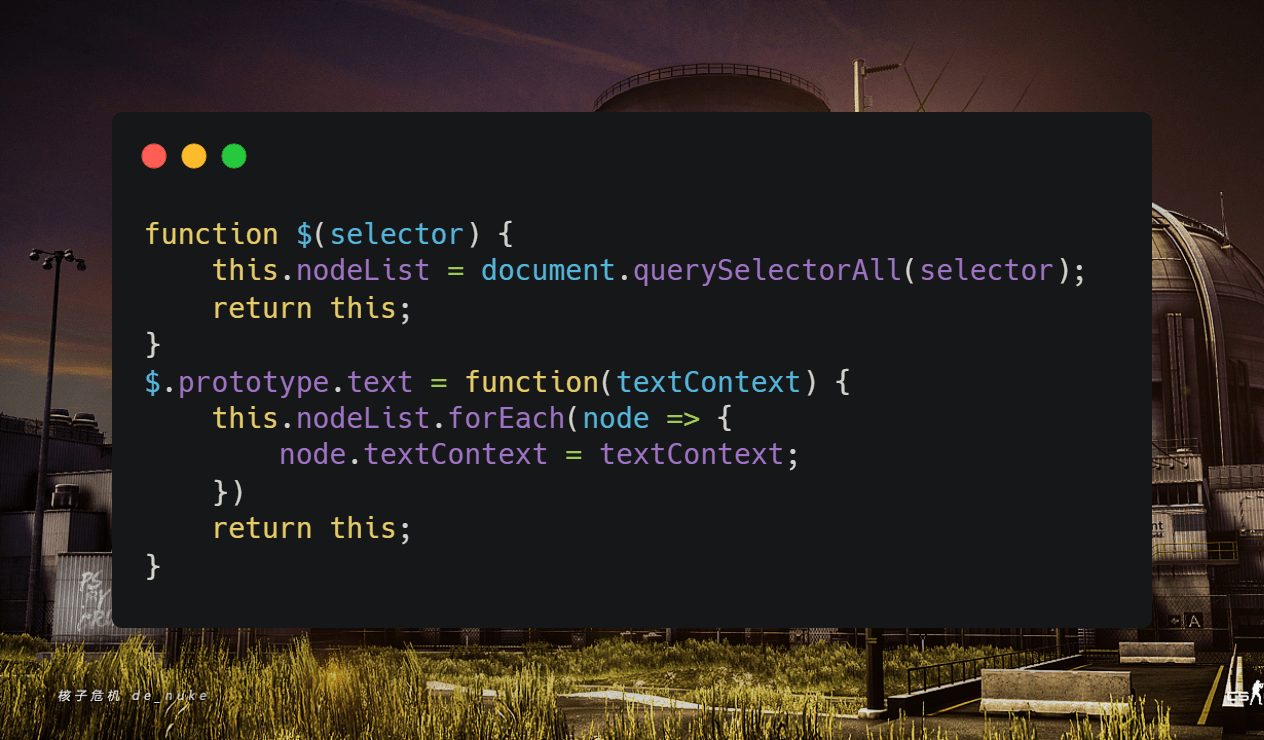 function $(selector) {
    this.nodeList = document.querySelectorAll(selector);
    return this;
}
$.prototype.text = function(textContext) {
    this.nodeList.forEach(node => {
        node.textContext = textContext;
    })
    return this;
}
PS
A
核子危机 de_nuke